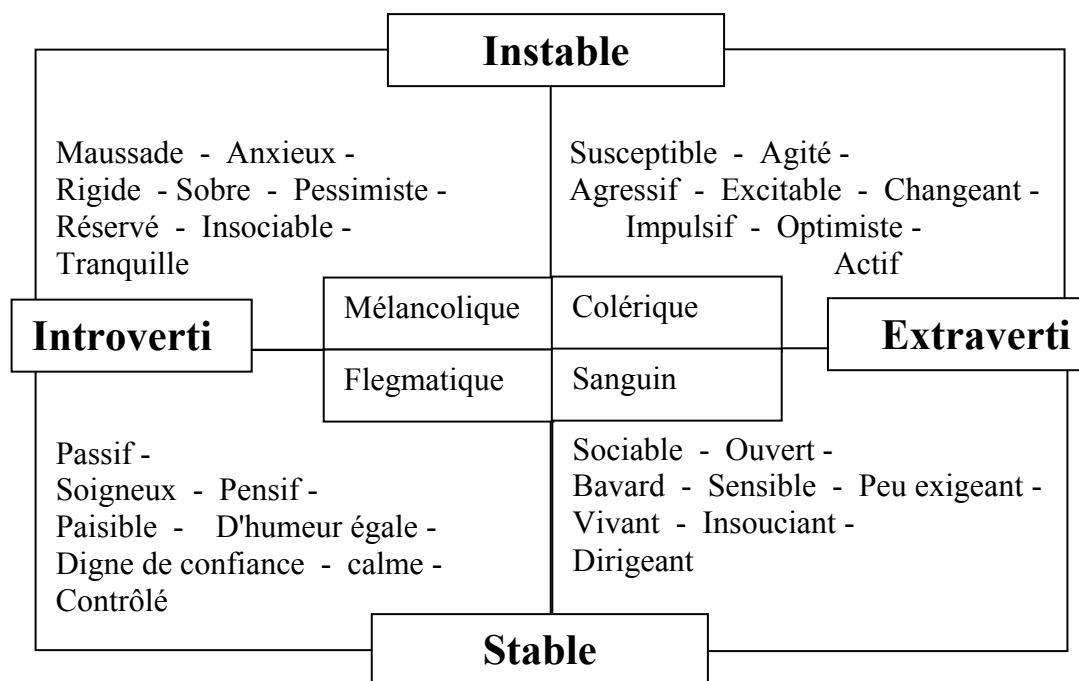 Instable
Maussade - Anxieux -
Rigide - Sobre - Pessimiste -
Réservé - Insociable -
Tranquille
Susceptible - Agité -
Agressif - Excitable - Changeant -
Impulsif - Optimiste -
Actif
Introverti
Mélancolique
Colérique
Flegmatique
Sanguin
Extraverti
Passif -
Soigneux - Pensif -
Paisible - D'humeur égale -
Digne de confiance - calme -
Contrôlé
Sociable - Ouvert -
Bavard - Sensible - Peu exigeant -
Vivant - Insouciant -
Dirigeant
Stable